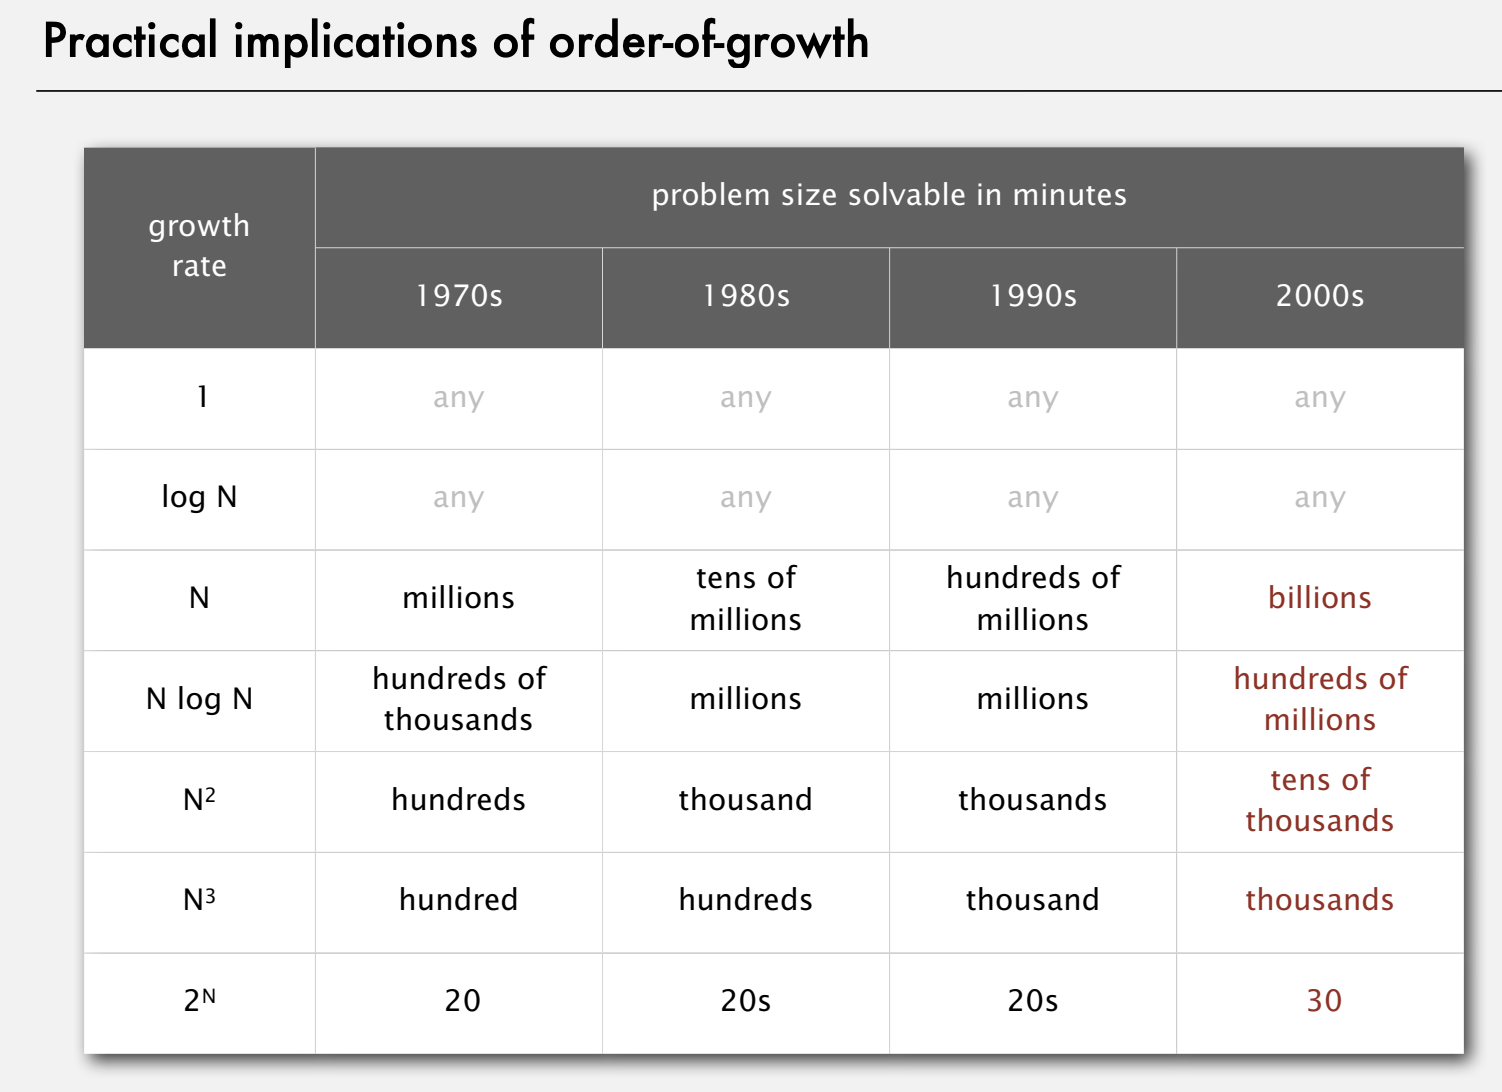 Practical implications of order-of-growth
growth
rate
problem size solvable in minutes
1970s 1980s 1990s 2000s
1 any any any any
log N any any any any
N millions tens of
millions hundreds of
millions billions
N log N hundreds of
thousands millions millions hundreds of
millions
N² hundreds thousand thousands tens of
thousands
N³ hundred hundreds thousand thousands
2ᴺ 20 20s 20s 30